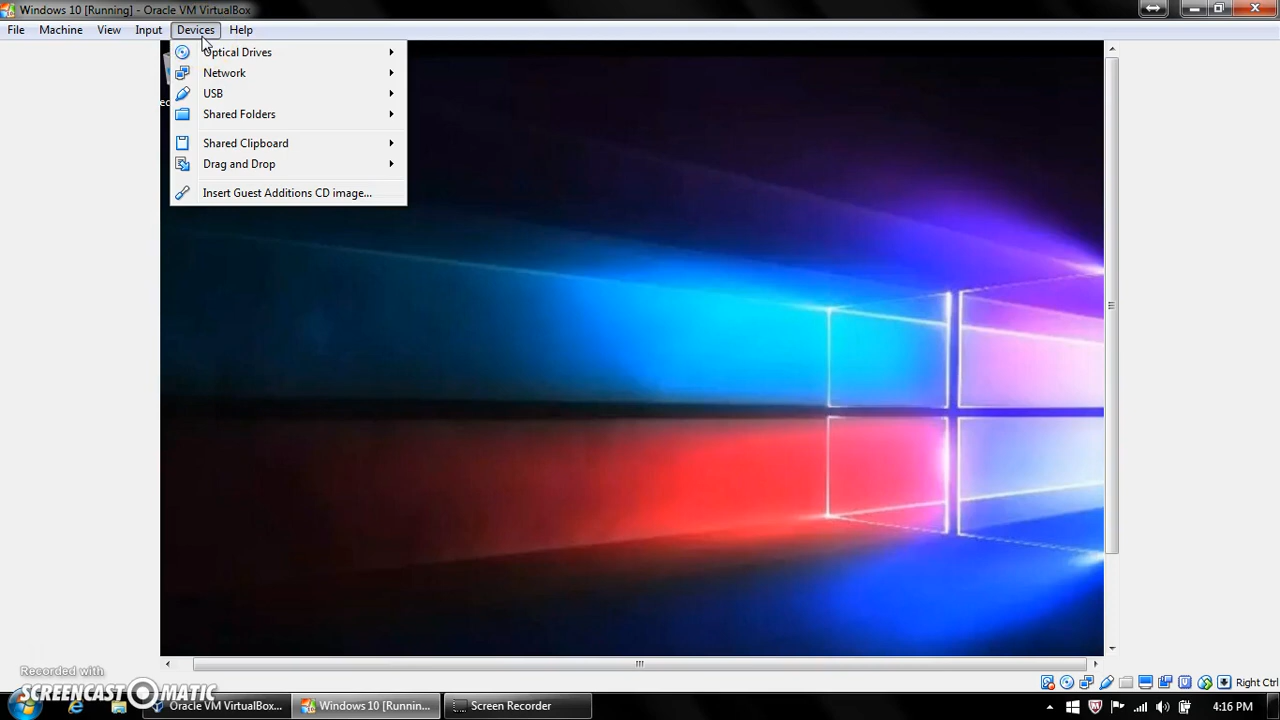 Windows 10 [Running] - Oracle VM VirtualBox
File Machine View Input Devices Help
Optical Drives
Network
USB
Shared Folders
Shared Clipboard
Drag and Drop
Insert Guest Additions CD image...
Right Ctrl
Recorded with
SCREENCAST MATIC
Oracle VM VirtualBox... Windows 10 [Runnin... Screen Recorder 4:16 PM